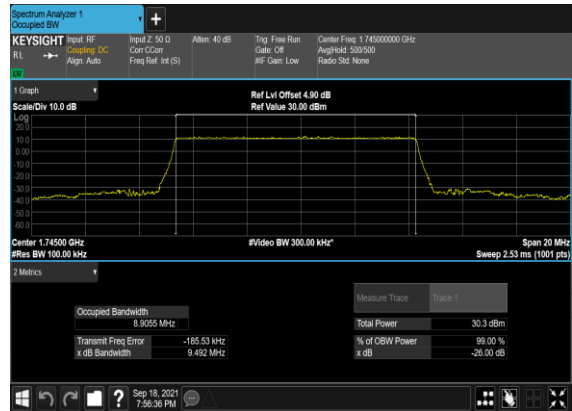 Spectrum Analyzer 1
Occupied BW
+
KEYSIGHT Input: RF Input Z: 50 Ω Atten: 40 dB Trig: Free Run Center Freq: 1.745000000 GHz
RL Coupling: DC Corr CCorr Gate: Off Avg|Hold: 500/500
Align: Auto Freq Ref: Int (S) #IF Gain: Low Radio Std: None
1 Graph
Ref Lvl Offset 4.90 dB
Scale/Div 10.0 dB Ref Value 30.00 dBm
Log
20.0
10.0
0.00
-10.0
-20.0
-30.0
-40.0
-50.0
-60.0
Center 1.74500 GHz #Video BW 300.00 kHz* Span 20 MHz
#Res BW 100.00 kHz Sweep 2.53 ms (1001 pts)
2 Metrics
Measure Trace Trace 1
Occupied Bandwidth
8.9055 MHz Total Power 30.3 dBm
Transmit Freq Error -185.53 kHz % of OBW Power 99.00 %
x dB Bandwidth 9.492 MHz x dB -26.00 dB
? Sep 18, 2021
7:56:36 PM